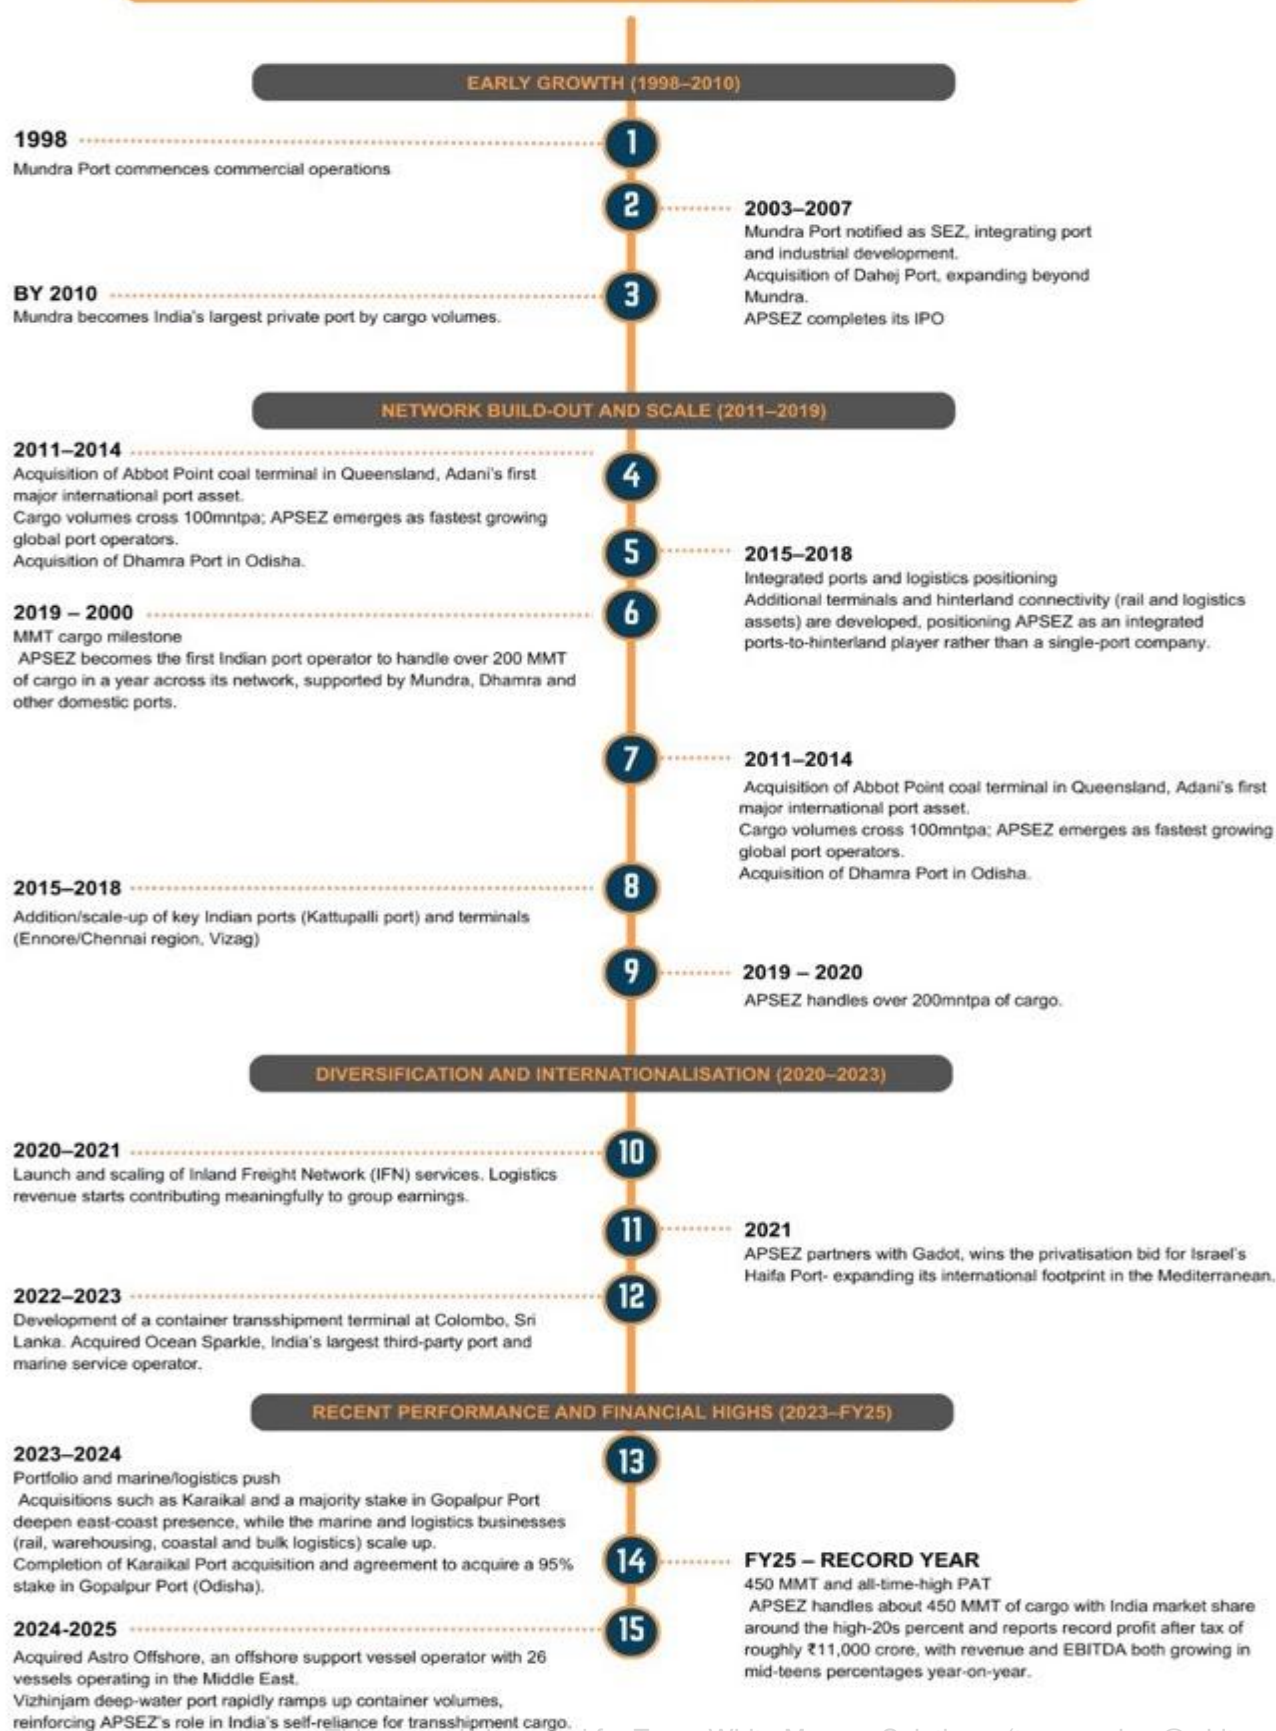 EARLY GROWTH (1998–2010)
1998
1
Mundra Port commences commercial operations
2
2003–2007
Mundra Port notified as SEZ, integrating port
and industrial development.
Acquisition of Dahej Port, expanding beyond
Mundra.
APSEZ completes its IPO
BY 2010
3
Mundra becomes India's largest private port by cargo volumes.
NETWORK BUILD-OUT AND SCALE (2011–2019)
2011–2014
4
Acquisition of Abbot Point coal terminal in Queensland, Adani's first
major international port asset.
Cargo volumes cross 100mntpa; APSEZ emerges as fastest growing
global port operators.
Acquisition of Dhamra Port in Odisha.
5
2015–2018
Integrated ports and logistics positioning
Additional terminals and hinterland connectivity (rail and logistics
assets) are developed, positioning APSEZ as an integrated
ports-to-hinterland player rather than a single-port company.
2019 – 2000
6
MMT cargo milestone
APSEZ becomes the first Indian port operator to handle over 200 MMT
of cargo in a year across its network, supported by Mundra, Dhamra and
other domestic ports.
7
2011–2014
Acquisition of Abbot Point coal terminal in Queensland, Adani's first
major international port asset.
Cargo volumes cross 100mntpa; APSEZ emerges as fastest growing
global port operators.
Acquisition of Dhamra Port in Odisha.
2015–2018
8
Addition/scale-up of key Indian ports (Kattupalli port) and terminals
(Ennore/Chennai region, Vizag)
9
2019 – 2020
APSEZ handles over 200mntpa of cargo.
DIVERSIFICATION AND INTERNATIONALISATION (2020–2023)
2020–2021
10
Launch and scaling of Inland Freight Network (IFN) services. Logistics
revenue starts contributing meaningfully to group earnings.
11
2021
APSEZ partners with Gadot, wins the privatisation bid for Israel's
Haifa Port- expanding its international footprint in the Mediterranean.
2022–2023
12
Development of a container transshipment terminal at Colombo, Sri
Lanka. Acquired Ocean Sparkle, India's largest third-party port and
marine service operator.
RECENT PERFORMANCE AND FINANCIAL HIGHS (2023–FY25)
2023–2024
13
Portfolio and marine/logistics push
Acquisitions such as Karaikal and a majority stake in Gopalpur Port
deepen east-coast presence, while the marine and logistics businesses
(rail, warehousing, coastal and bulk logistics) scale up.
Completion of Karaikal Port acquisition and agreement to acquire a 95%
stake in Gopalpur Port (Odisha).
14
FY25 – RECORD YEAR
450 MMT and all-time-high PAT
APSEZ handles about 450 MMT of cargo with India market share
around the high-20s percent and reports record profit after tax of
roughly ₹11,000 crore, with revenue and EBITDA both growing in
mid-teens percentages year-on-year.
2024-2025
15
Acquired Astro Offshore, an offshore support vessel operator with 26
vessels operating in the Middle East.
Vizhinjam deep-water port rapidly ramps up container volumes,
reinforcing APSEZ's role in India's self-reliance for transshipment cargo.